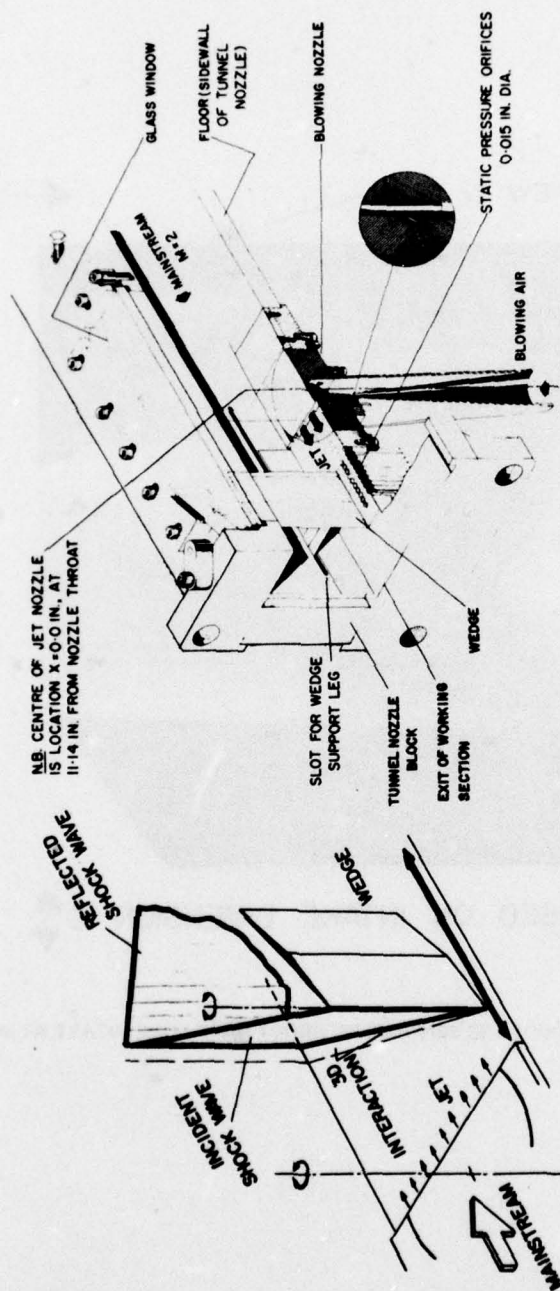 N.B. CENTRE OF JET NOZZLE
IS LOCATION X=0·0 IN., AT
11·14 IN. FROM NOZZLE THROAT
GLASS WINDOW
FLOOR (SIDEWALL
OF TUNNEL
NOZZLE)
MAINSTREAM
M=2
BLOWING NOZZLE
STATIC PRESSURE ORIFICES
0·015 IN. DIA.
JET
BLOWING AIR
SLOT FOR WEDGE
SUPPORT LEG
TUNNEL NOZZLE
BLOCK
EXIT OF WORKING
SECTION
WEDGE
REFLECTED
SHOCK WAVE
INCIDENT
SHOCK WAVE
WEDGE
3D
INTERACTION
JET
MAINSTREAM